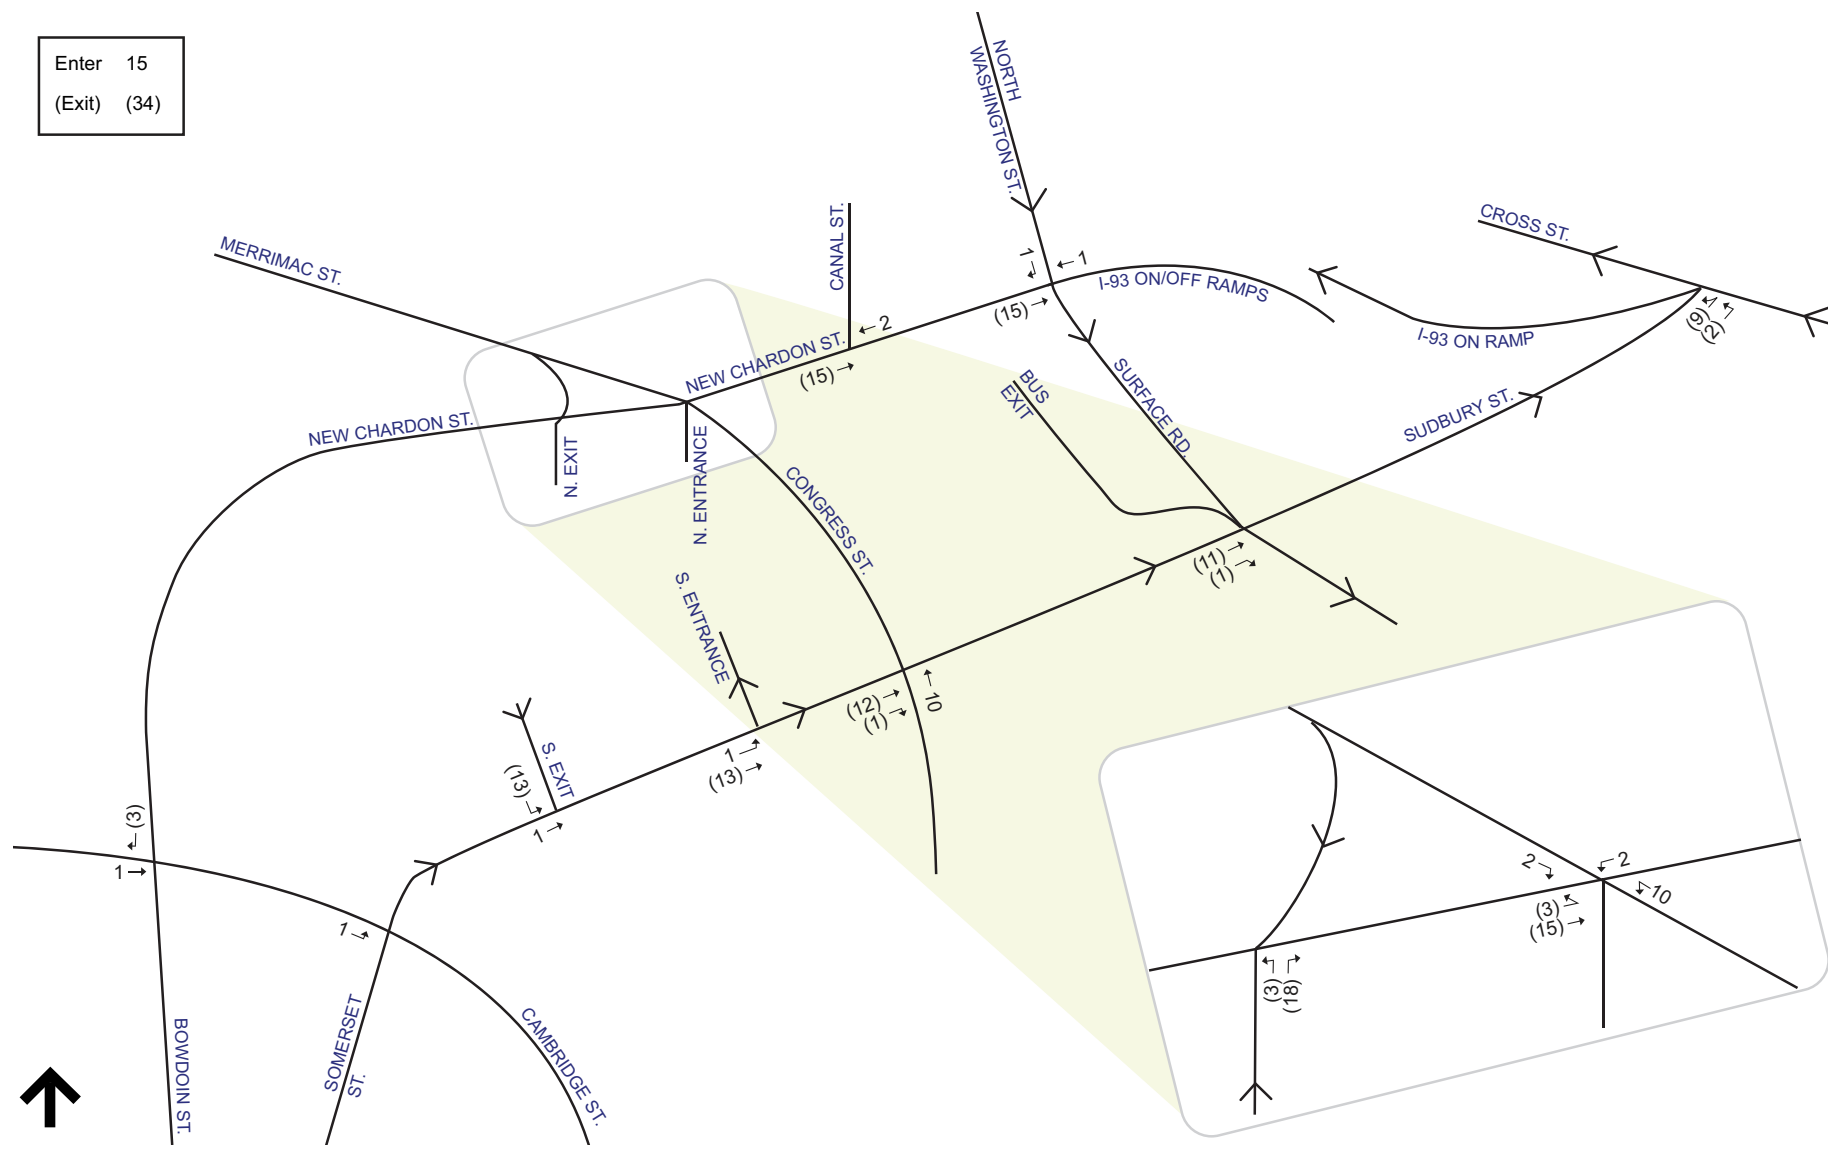 Enter 15
(Exit) (34)
NORTH
WASHINGTON ST.
MERRIMAC ST.
CANAL ST.
CROSS ST.
1
1
I-93 ON/OFF RAMPS
(15)
2
NEW CHARDON ST.
(15)
I-93 ON RAMP
(9)
(2)
NEW CHARDON ST.
N. EXIT
N. ENTRANCE
CONGRESS ST.
BUS
EXIT
SURFACE RD.
SUDBURY ST.
(11)
(1)
S. ENTRANCE
(12)
(1)
10
1
(13)
S. EXIT
(13)
1
(3)
1
1
2
2
10
(3)
(15)
(3)
(18)
BOWDOIN ST.
SOMERSET
ST.
CAMBRIDGE ST.